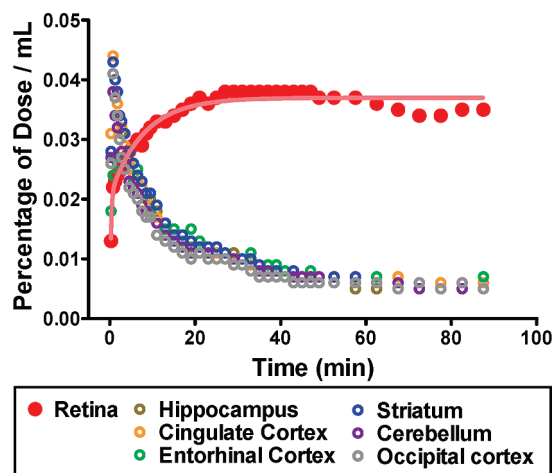 0.05
0.04
0.03
0.02
0.01
0.00
Percentage of Dose / mL
0 20 40 60 80 100
Time (min)
Retina Hippocampus Striatum
Cingulate Cortex Cerebellum
Entorhinal Cortex Occipital cortex